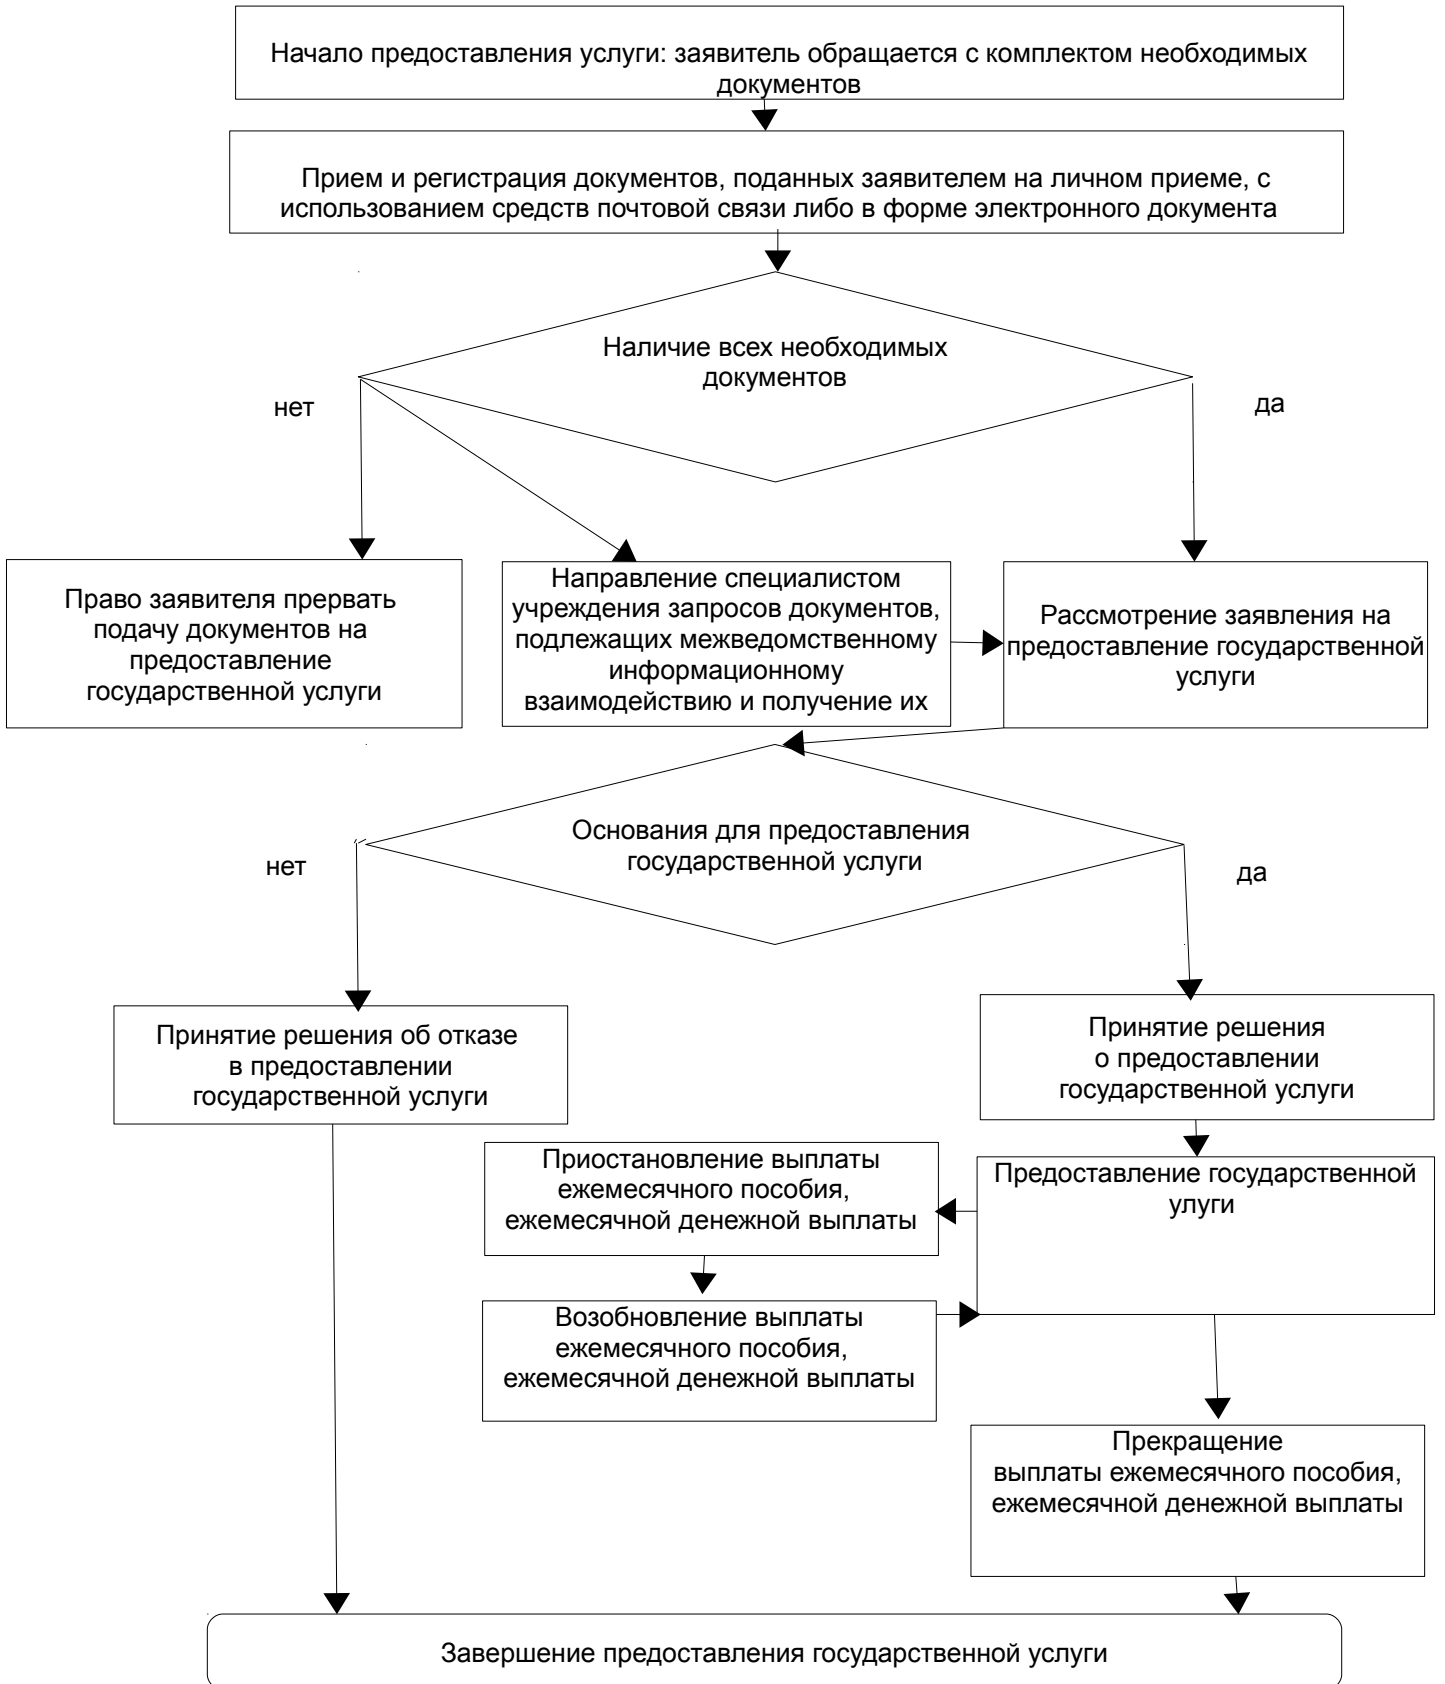 Начало предоставления услуги: заявитель обращается с комплектом необходимых
документов
Прием и регистрация документов, поданных заявителем на личном приеме, с
использованием средств почтовой связи либо в форме электронного документа
Наличие всех необходимых
документов
нет
да
Право заявителя прервать
подачу документов на
предоставление
государственной услуги
Направление специалистом
учреждения запросов документов,
подлежащих межведомственному
информационному
взаимодействию и получение их
Рассмотрение заявления на
предоставление государственной
услуги
Основания для предоставления
государственной услуги
нет
да
Принятие решения об отказе
в предоставлении
государственной услуги
Принятие решения
о предоставлении
государственной услуги
Приостановление выплаты
ежемесячного пособия,
ежемесячной денежной выплаты
Предоставление государственной
улуги
Возобновление выплаты
ежемесячного пособия,
ежемесячной денежной выплаты
Прекращение
выплаты ежемесячного пособия,
ежемесячной денежной выплаты
Завершение предоставления государственной услуги